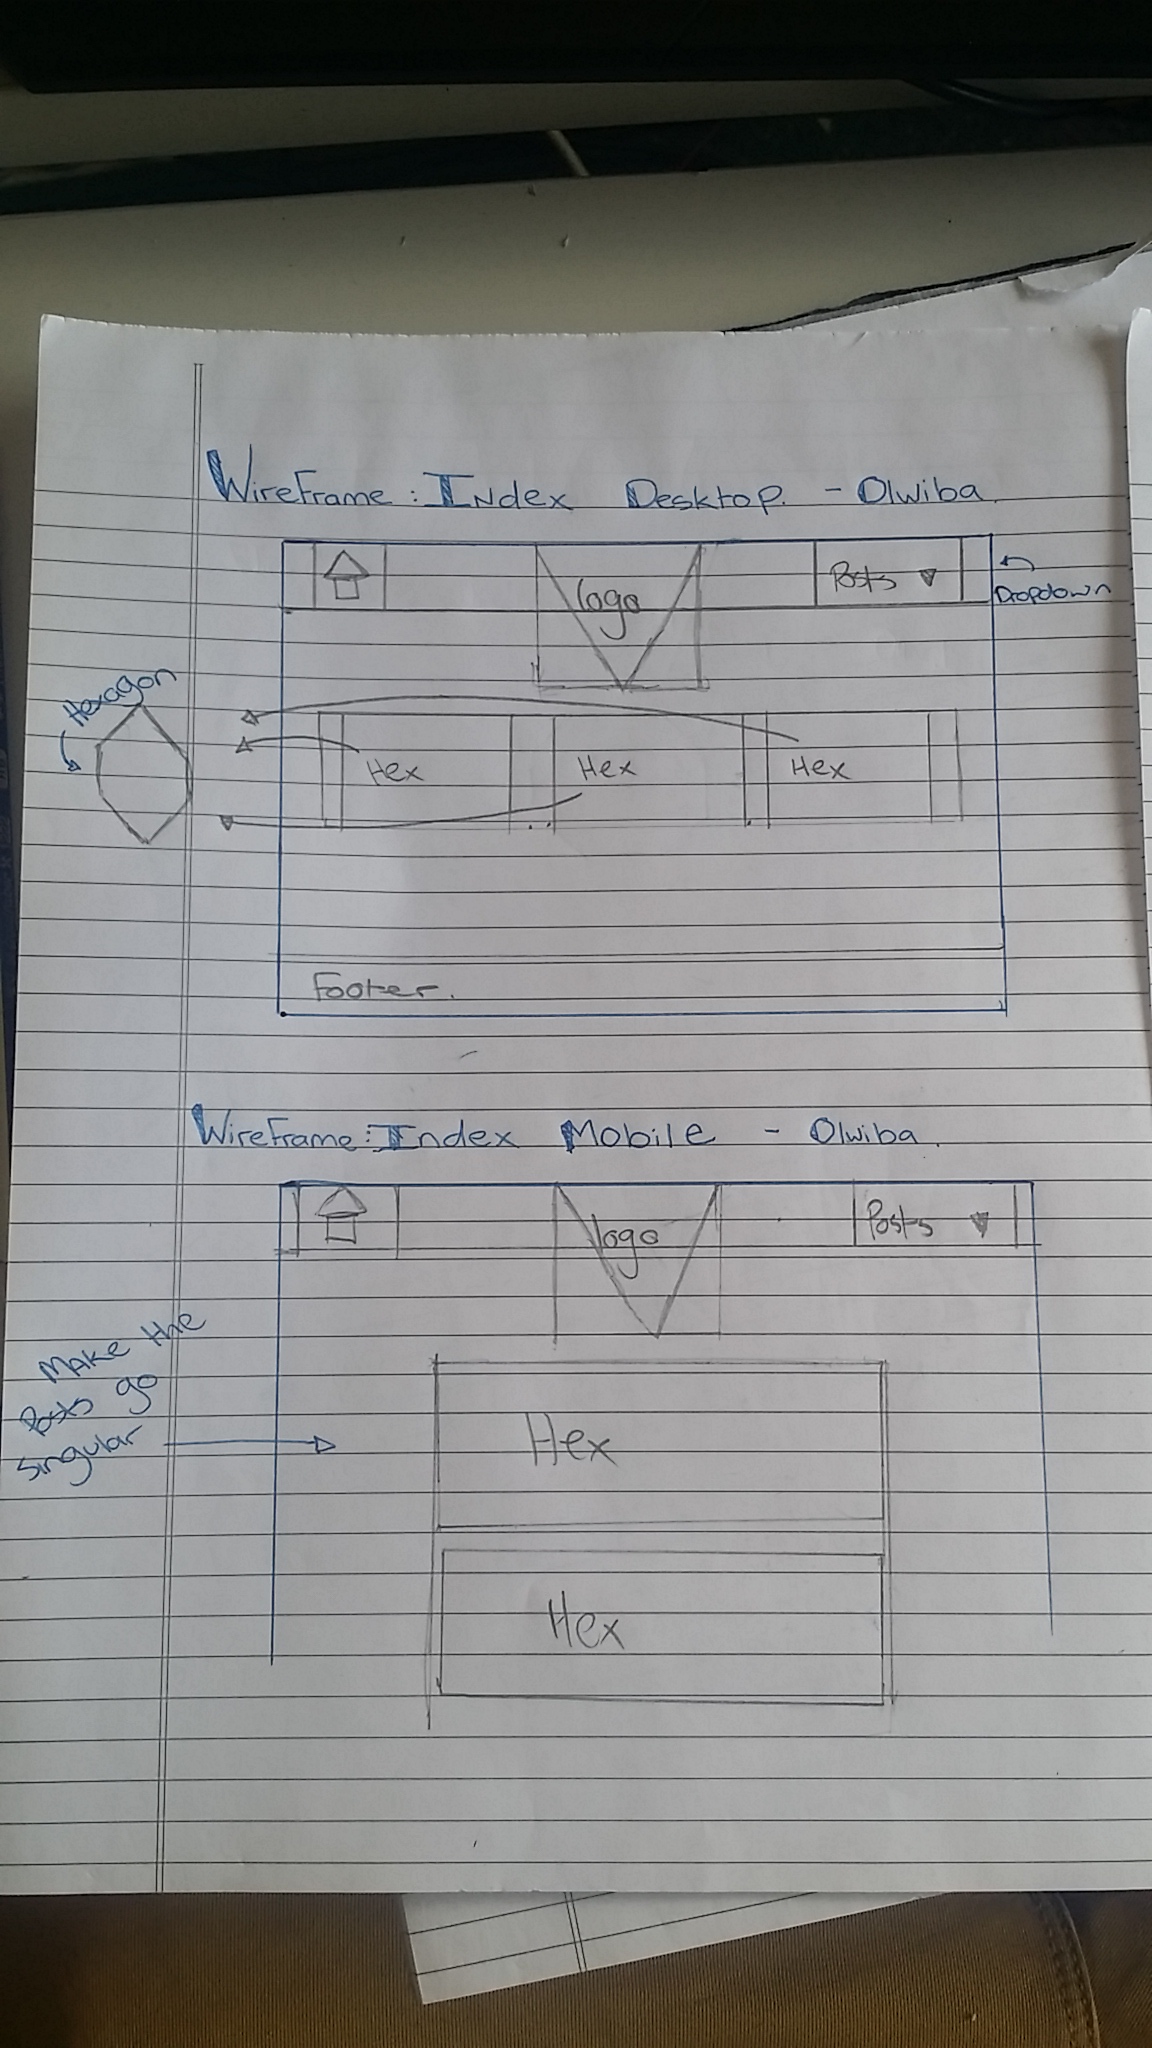 WireFrame: Index Desktop. - Olwiba.
logo
Posts
Dropdown
Hexagon
Hex Hex Hex
Footer.
WireFrame: Index Mobile - Olwiba.
logo
Posts
Make the
Posts go
Singular
Hex
Hex